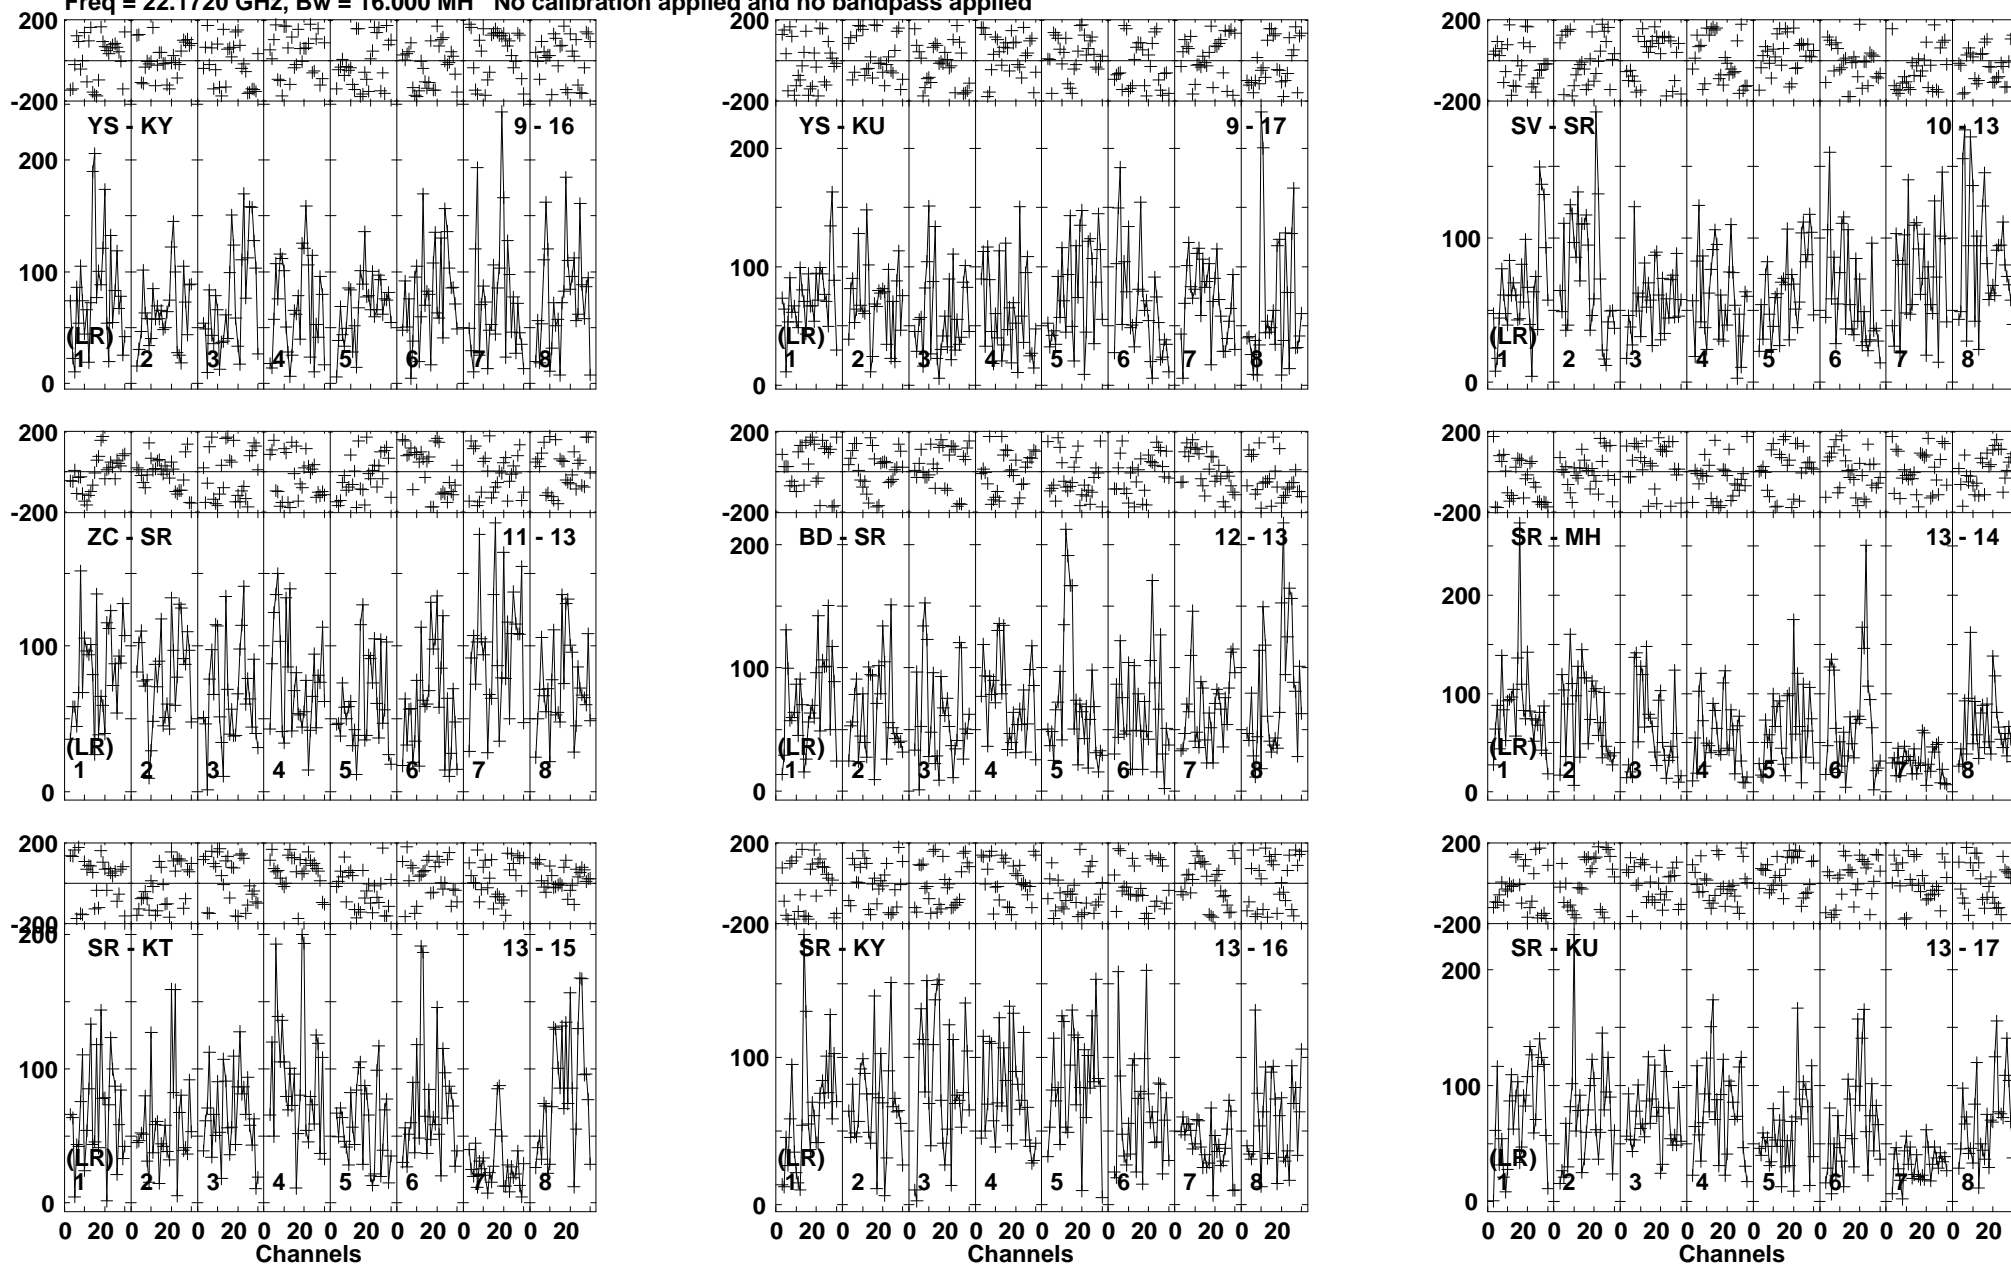 Freq = 22.1720 GHz, Bw = 16.000 MH No calibration applied and no bandpass applied
200 200 200
-200 -200 -200
YS - KY 9 - 16 YS - KU 9 - 17 SV - SR 10 - 13
200 200
100 100 100
(LR) (LR) (LR)
1 2 3 4 5 6 7 8 1 2 3 4 5 6 7 8 1 2 3 4 5 6 7 8
0 0 0
200 200 200
-200 -200 -200
ZC - SR 11 - 13 BD - SR 12 - 13 SR - MH 13 - 14
200 200
100 100 100
(LR) (LR) (LR)
1 2 3 4 5 6 7 8 1 2 3 4 5 6 7 8 1 2 3 4 5 6 7 8
0 0 0
200 200 200
-200 -200 -200
200
SR - KT 13 - 15 SR - KY 13 - 16 SR - KU 13 - 17
200
100 100 100
(LR) (LR) (LR)
1 2 3 4 5 6 7 8 1 2 3 4 5 6 7 8 1 2 3 4 5 6 7 8
0 0 0
0 20 0 20 0 20 0 20 0 20 0 20 0 20 0 20 0 20 0 20 0 20 0 20 0 20 0 20 0 20 0 20 0 20 0 20 0 20 0 20 0 20 0 20 0 20 0 20
Channels Channels Channels